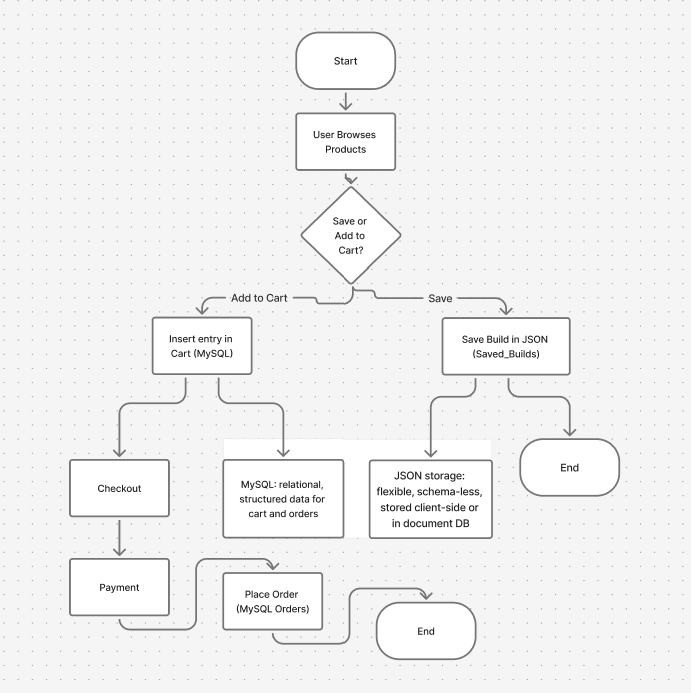 Start
User Browses
Products
Save or
Add to
Cart?
Add to Cart
Save
Insert entry in
Cart (MySQL)
Save Build in JSON
(Saved_Builds)
Checkout
MySQL: relational,
structured data for
cart and orders
JSON storage:
flexible, schema-less,
stored client-side or
in document DB
End
Payment
Place Order
(MySQL Orders)
End